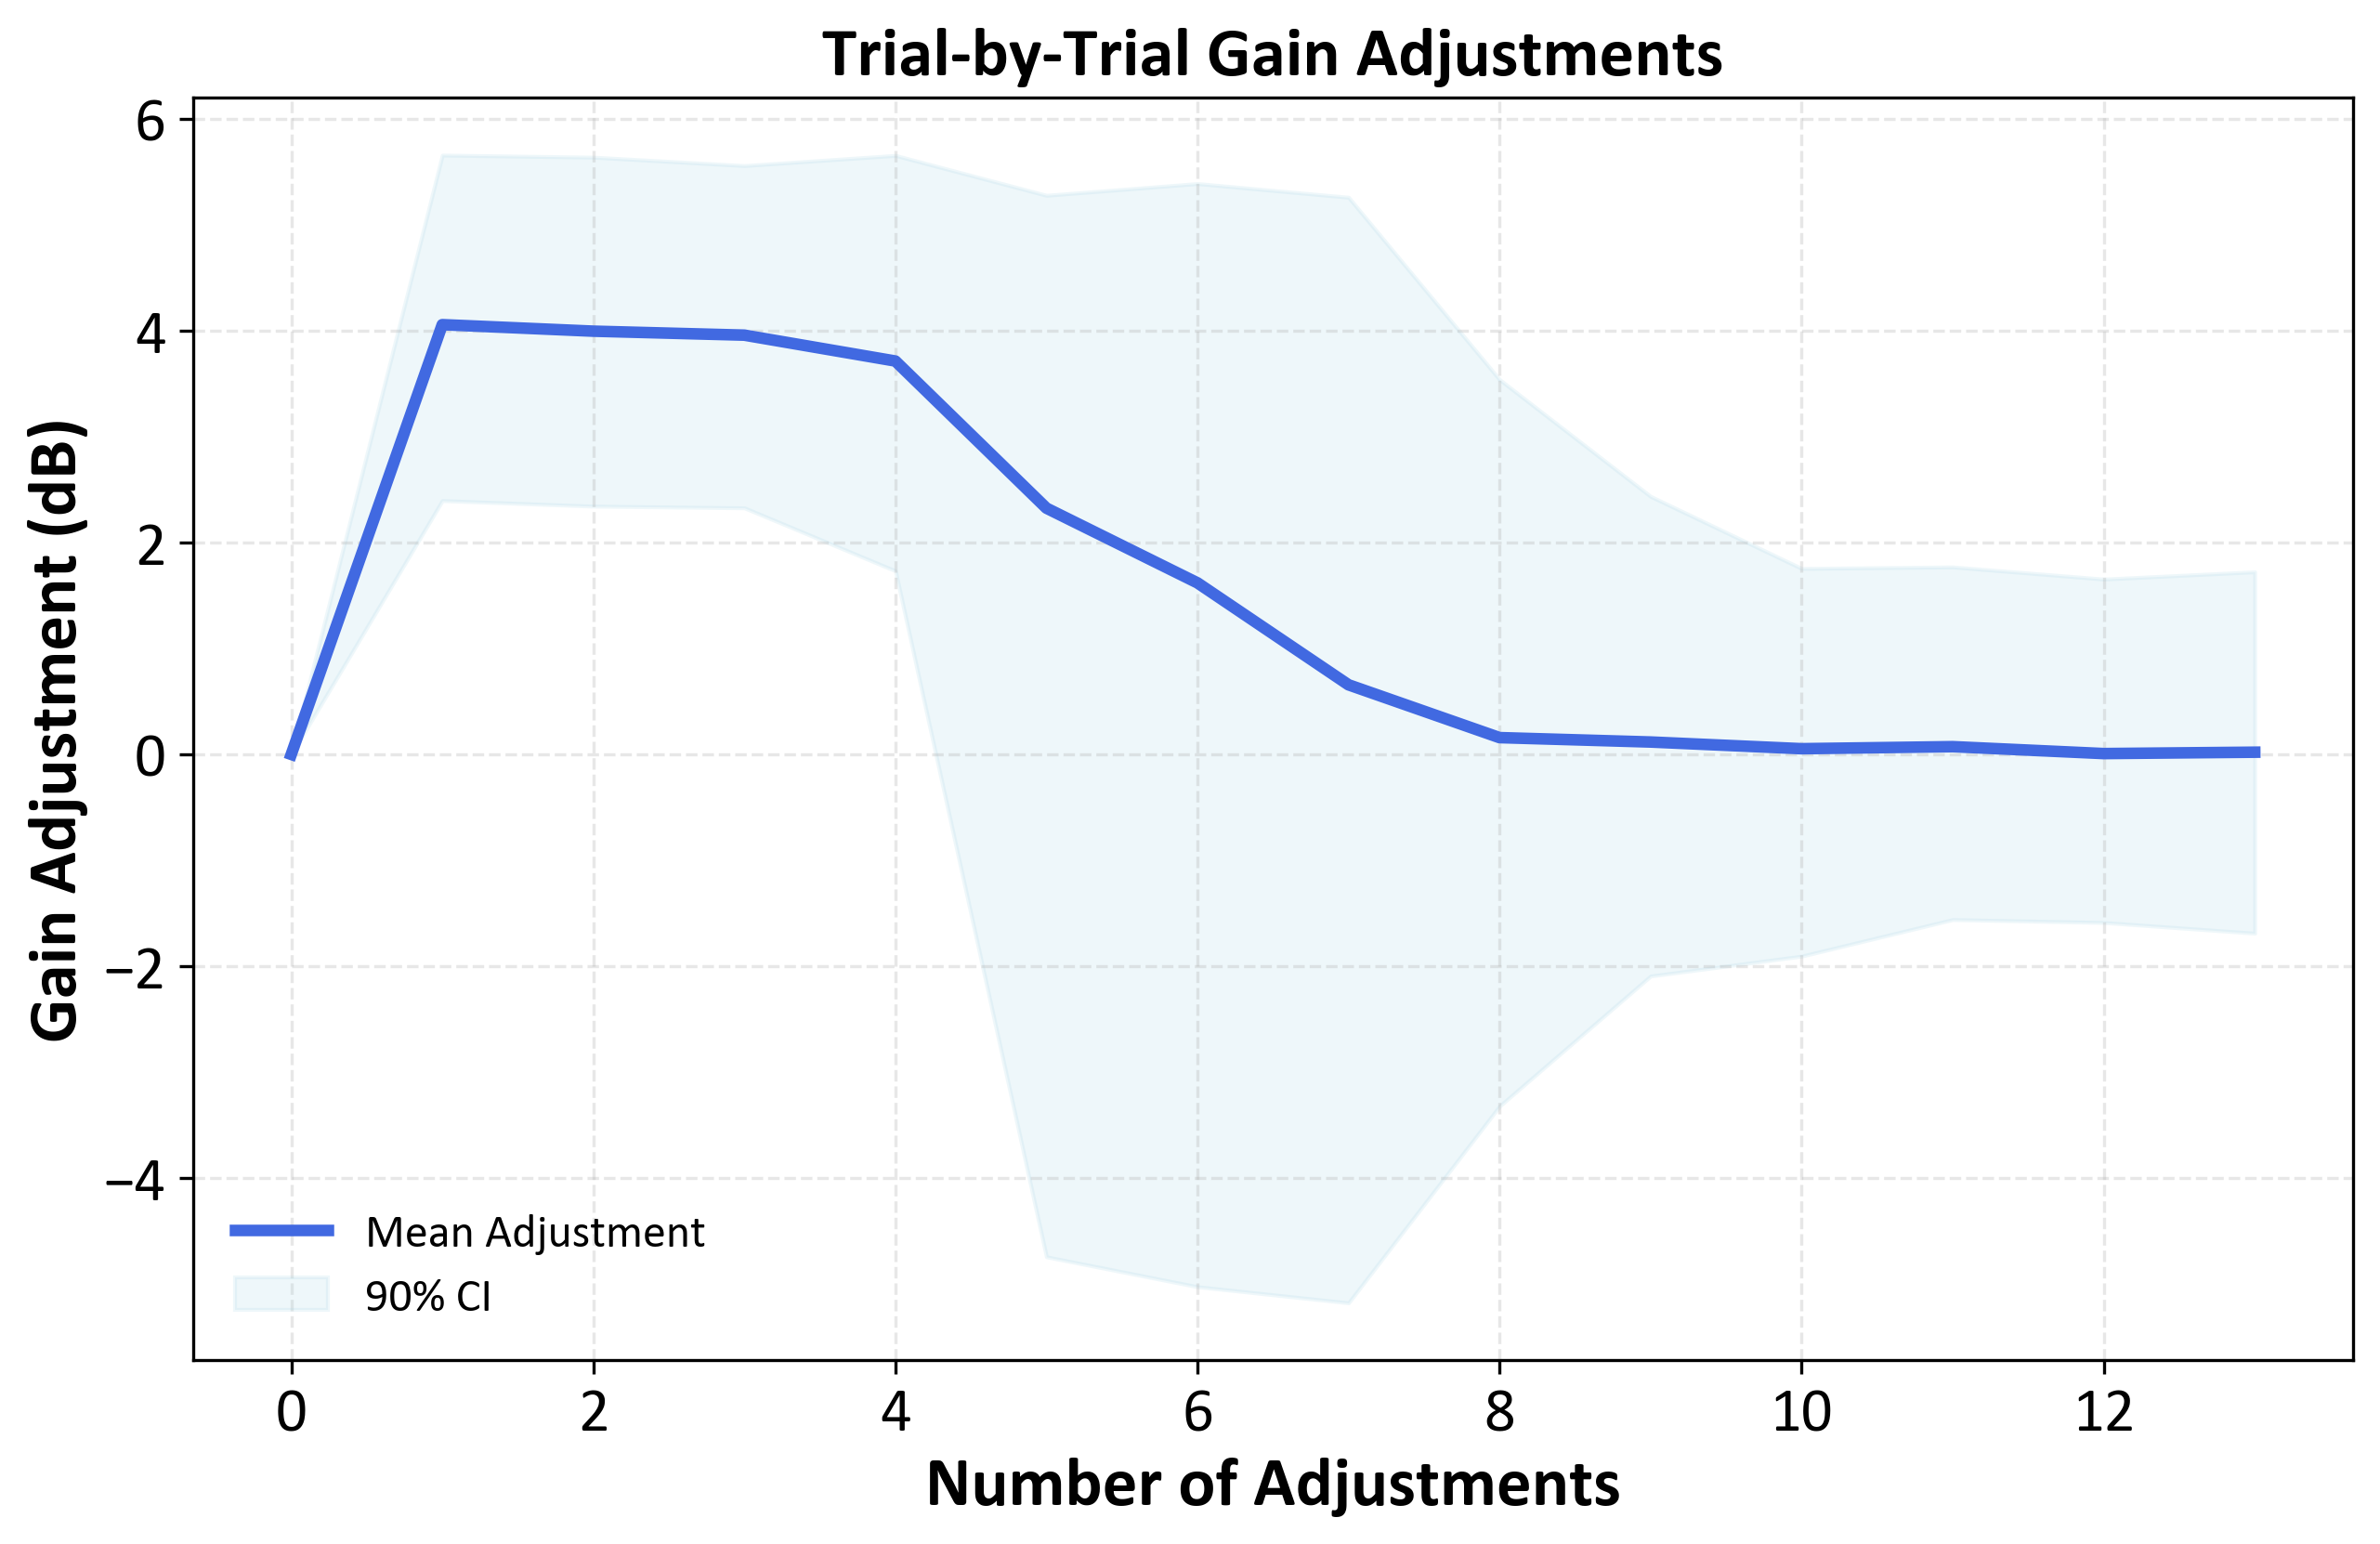 Trial-by-Trial Gain Adjustments
Gain Adjustment (dB)
6
4
2
0
−2
−4
Mean Adjustment
90% CI
0 2 4 6 8 10 12
Number of Adjustments